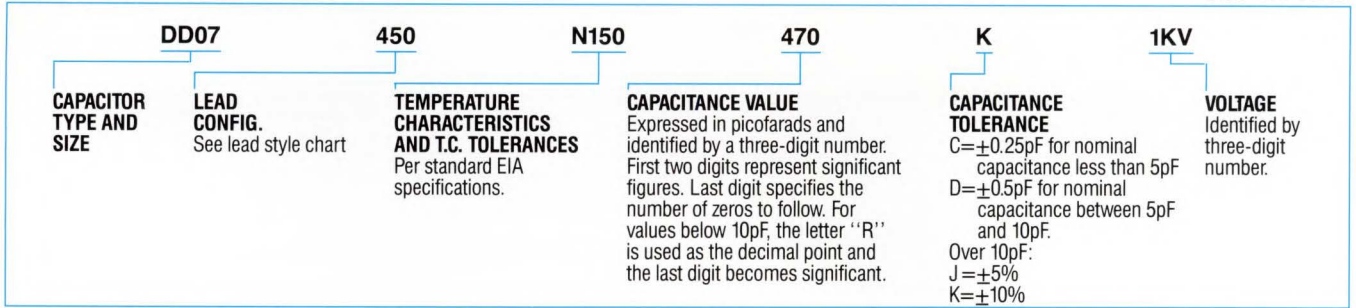 DD07 450 N150 470 K 1KV
CAPACITOR
TYPE AND
SIZE
LEAD
CONFIG.
See lead style chart
TEMPERATURE
CHARACTERISTICS
AND T.C. TOLERANCES
Per standard EIA
specifications.
CAPACITANCE VALUE
Expressed in picofarads and
identified by a three-digit number.
First two digits represent significant
figures. Last digit specifies the
number of zeros to follow. For
values below 10pF, the letter ''R''
is used as the decimal point and
the last digit becomes significant.
CAPACITANCE
TOLERANCE
C=±0.25pF for nominal
capacitance less than 5pF
D=±0.5pF for nominal
capacitance between 5pF
and 10pF.
Over 10pF:
J=±5%
K=±10%
VOLTAGE
Identified by
three-digit
number.